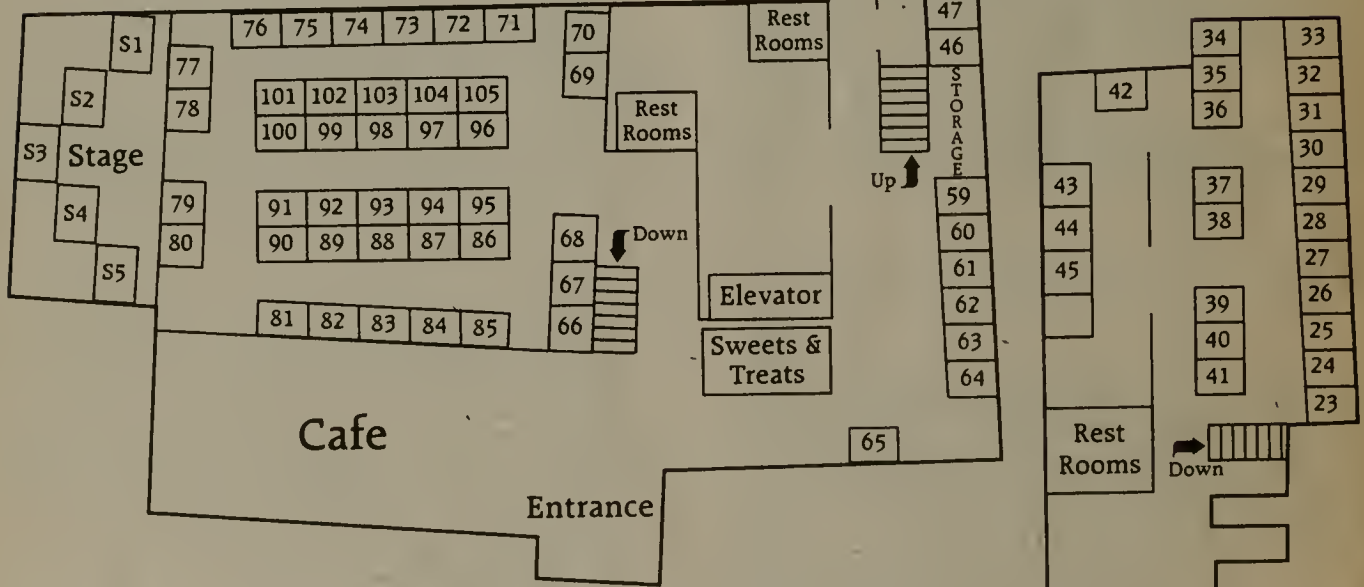 S1
S2
S3
Stage
S4
S5
77
78
79
80
76 75 74 73 72 71
101 102 103 104 105
100 99 98 97 96
91 92 93 94 95
90 89 88 87 86
81 82 83 84 85
70
69
68
67
66
Down
Rest
Rooms
Rest
Rooms
Elevator
Sweets &
Treats
Cafe
Entrance
Up
47
46
STORAGE
59
60
61
62
63
64
65
42
43
44
45
34
35
36
37
38
39
40
41
33
32
31
30
29
28
27
26
25
24
23
Rest
Rooms
Down